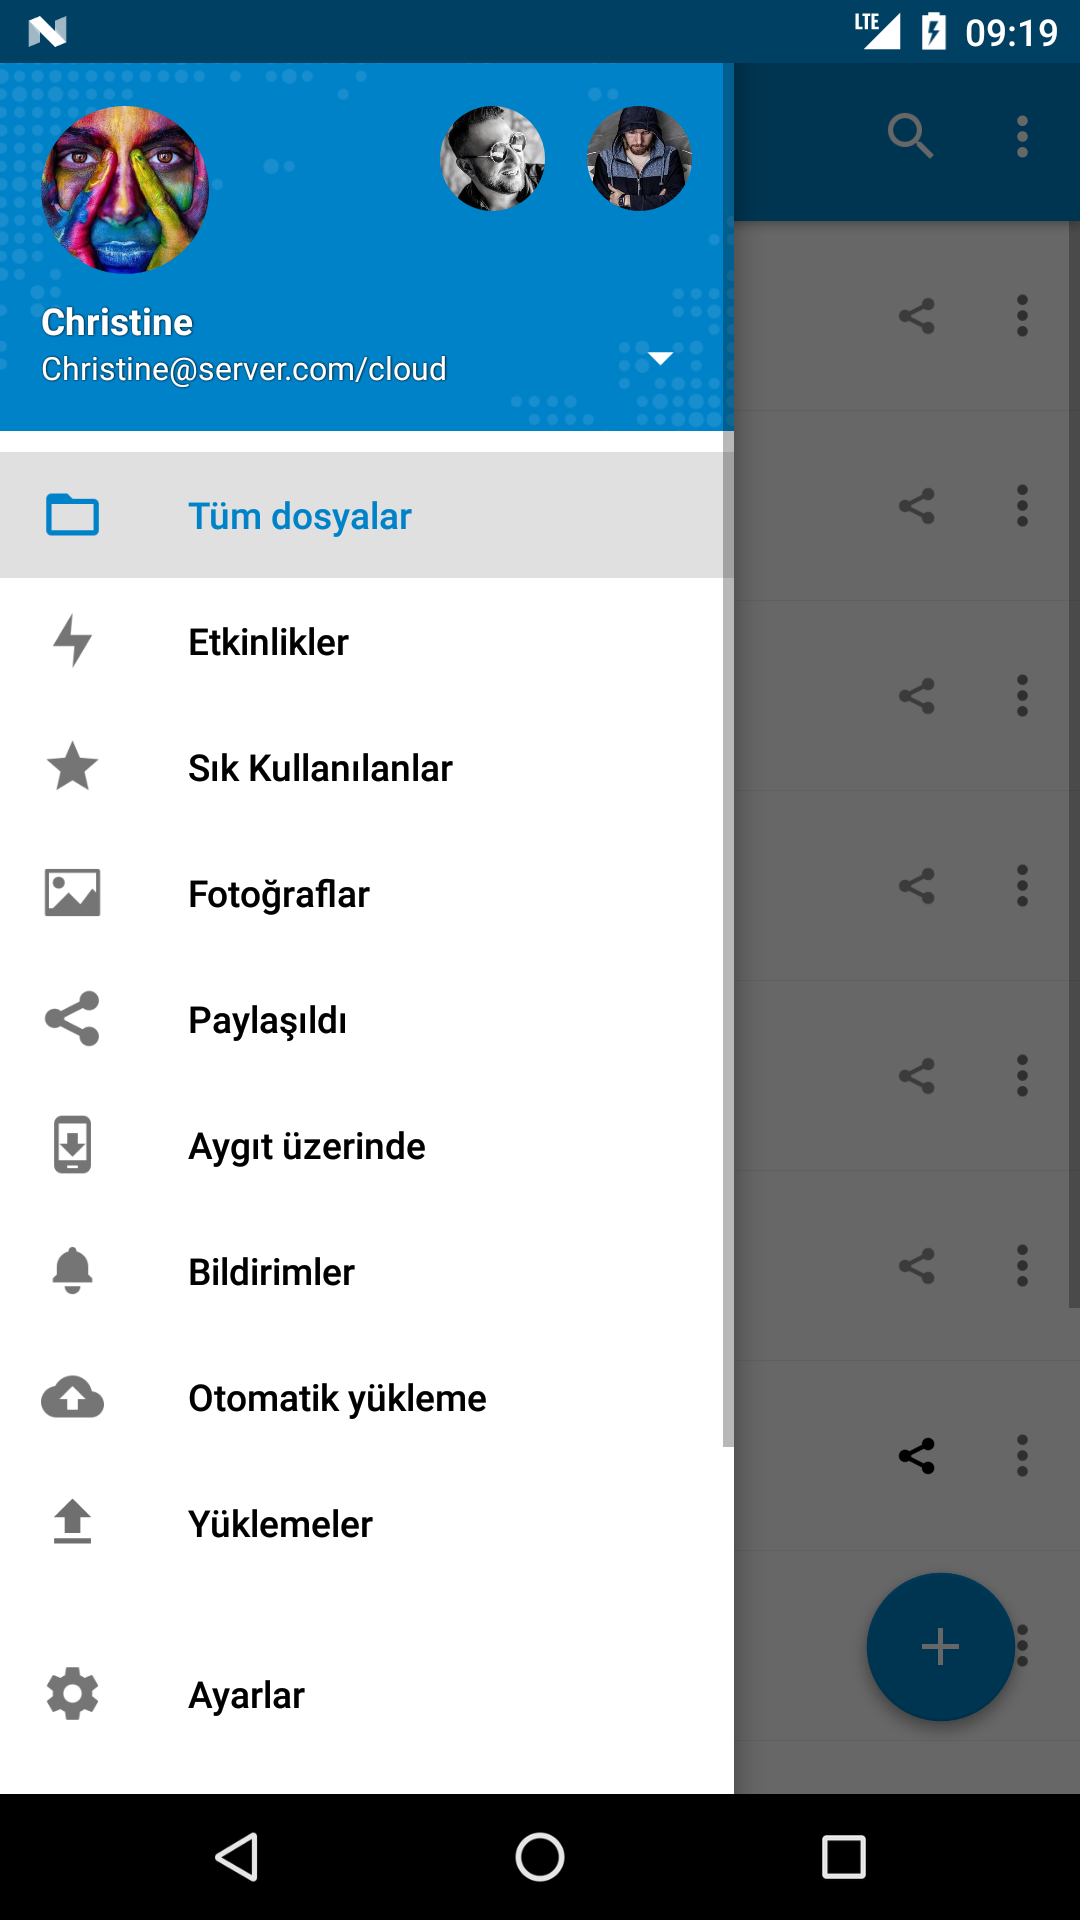 LTE 09:19
Christine
Christine@server.com/cloud
Tüm dosyalar
Etkinlikler
Sık Kullanılanlar
Fotoğraflar
Paylaşıldı
Aygıt üzerinde
Bildirimler
Otomatik yükleme
Yüklemeler
Ayarlar